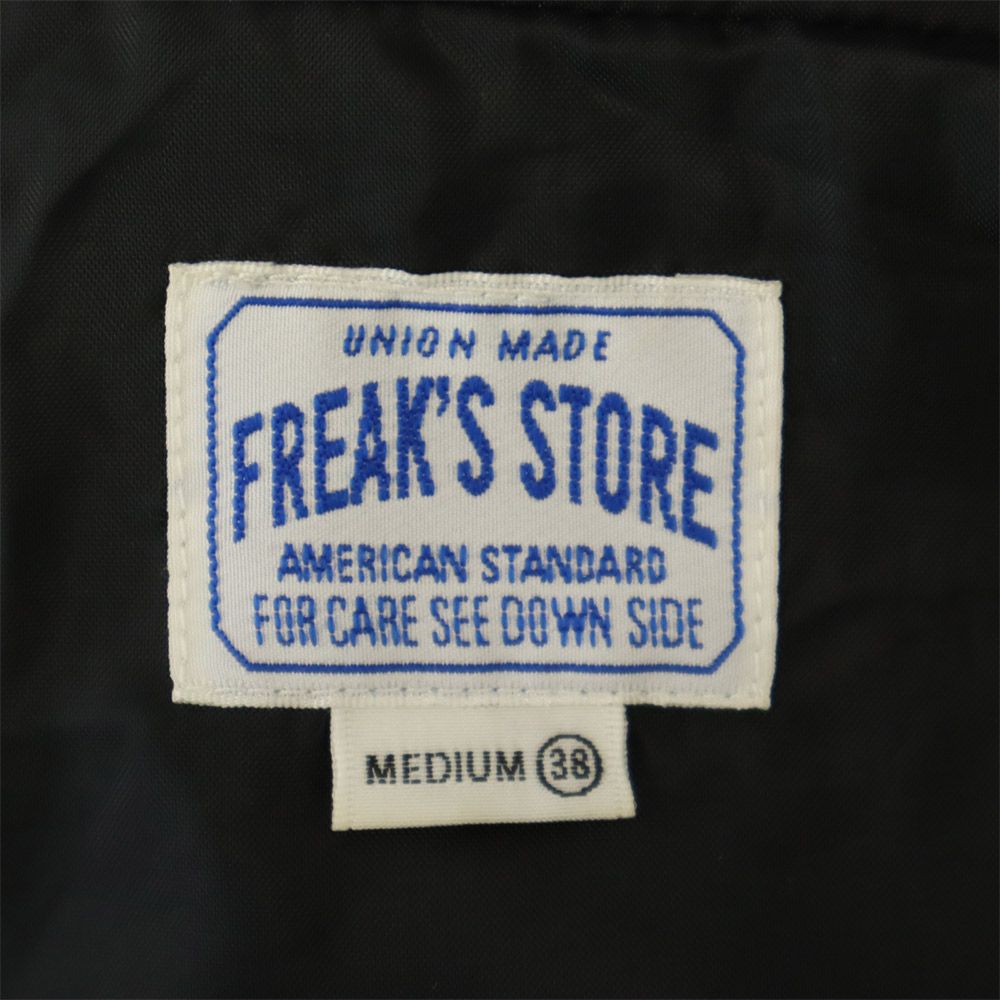 UNION MADE
FREAK'S STORE
AMERICAN STANDARD
FOR CARE SEE DOWN SIDE
MEDIUM 38